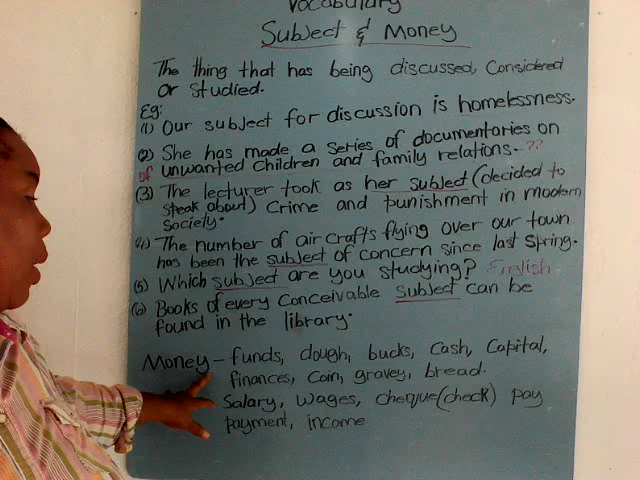 Vocabulary
Subject & Money
The thing that has being discussed, Considered
or studied.
Eg:
(1) Our subject for discussion is homelessness.
(2) She has made a series of documentories on
of unwanted children and family relations. ??
(3) The lecturer took as her subject (decided to
steak about) Crime and punishment in modern
society.
(4) The number of air crafts flying over our town
has been the subject of concern since last spring.
(5) Which subject are you studying? English
(6) Books of every Conceivable subject can be
found in the library.
Money - funds, dough, bucks, Cash, Capital,
finances, Coin, gravey, bread.
Salary, wages, cheque(check) pay
payment, income